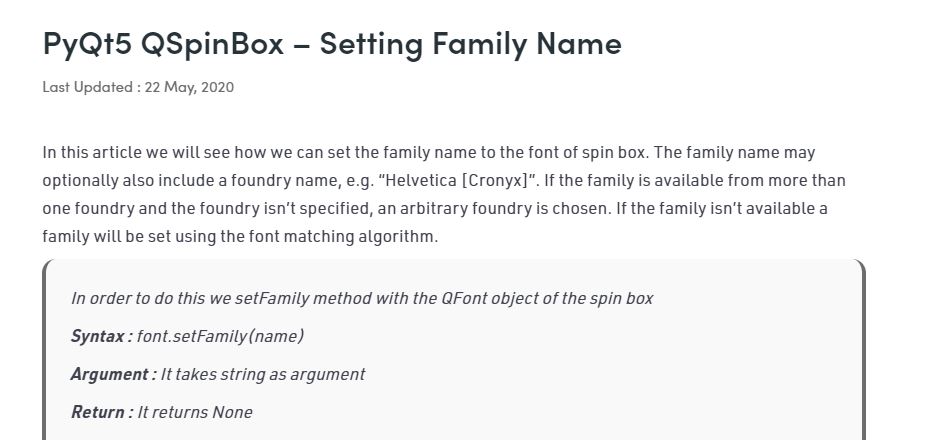 PyQt5 QSpinBox – Setting Family Name
Last Updated : 22 May, 2020
In this article we will see how we can set the family name to the font of spin box. The family name may
optionally also include a foundry name, e.g. “Helvetica [Cronyx]”. If the family is available from more than
one foundry and the foundry isn’t specified, an arbitrary foundry is chosen. If the family isn’t available a
family will be set using the font matching algorithm.
In order to do this we setFamily method with the QFont object of the spin box
Syntax : font.setFamily(name)
Argument : It takes string as argument
Return : It returns None